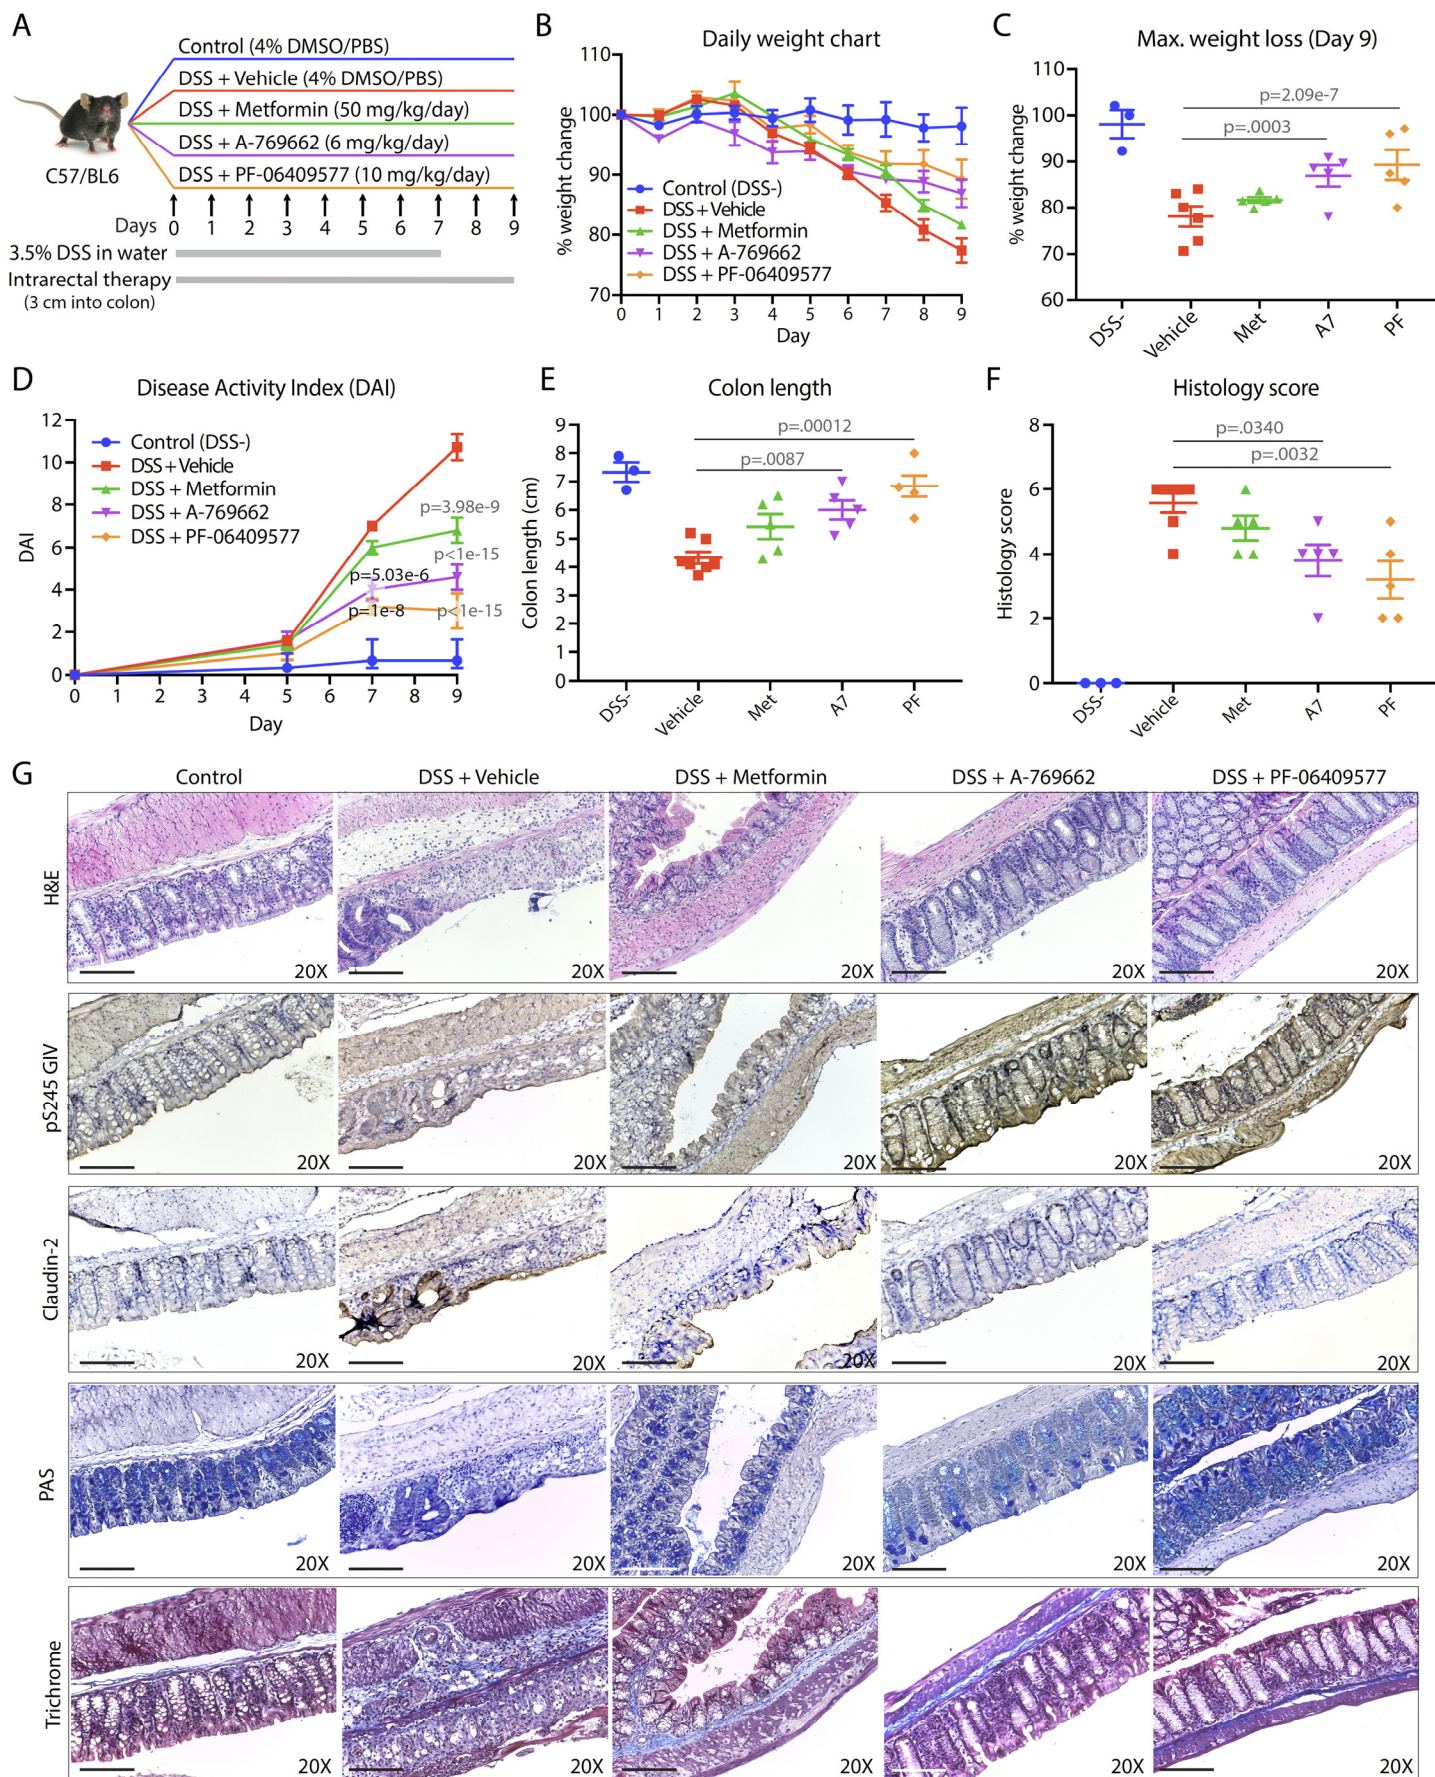 A
Control (4% DMSO/PBS)
DSS + Vehicle (4% DMSO/PBS)
DSS + Metformin (50 mg/kg/day)
DSS + A-769662 (6 mg/kg/day)
DSS + PF-06409577 (10 mg/kg/day)
C57/BL6
Days 0 1 2 3 4 5 6 7 8 9
3.5% DSS in water
Intrarectal therapy
(3 cm into colon)
B
Daily weight chart
% weight change
110
100
90
80
70
Control (DSS-)
DSS+Vehicle
DSS + Metformin
DSS + A-769662
DSS + PF-06409577
0 1 2 3 4 5 6 7 8 9
Day
C
Max. weight loss (Day 9)
% weight change
110
100
90
80
70
60
p=2.09e-7
p=.0003
DSS- Vehicle Met A7 PF
D
Disease Activity Index (DAI)
DAI
12
10
8
6
4
2
0
Control (DSS-)
DSS+Vehicle
DSS + Metformin
DSS + A-769662
DSS + PF-06409577
p=3.98e-9
p<1e-15
p=5.03e-6
p=1e-8
p<1e-15
0 1 2 3 4 5 6 7 8 9
Day
E
Colon length
Colon length (cm)
9
8
7
6
5
4
3
2
1
0
p=.00012
p=.0087
DSS- Vehicle Met A7 PF
F
Histology score
Histology score
8
6
4
2
0
p=.0340
p=.0032
DSS- Vehicle Met A7 PF
G
Control DSS + Vehicle DSS + Metformin DSS + A-769662 DSS + PF-06409577
H&E
20X 20X 20X 20X 20X
pS245 GIV
20X 20X 20X 20X 20X
Claudin-2
20X 20X 20X 20X 20X
PAS
20X 20X 20X 20X 20X
Trichrome
20X 20X 20X 20X 20X